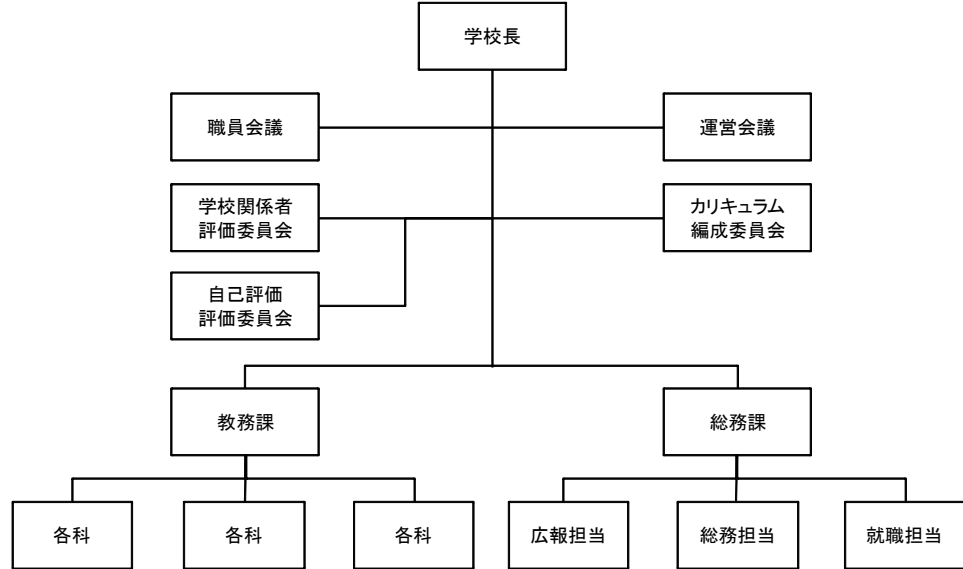 学校長
職員会議
運営会議
学校関係者
評価委員会
カリキュラム
編成委員会
自己評価
評価委員会
教務課
総務課
各科
各科
各科
広報担当
総務担当
就職担当